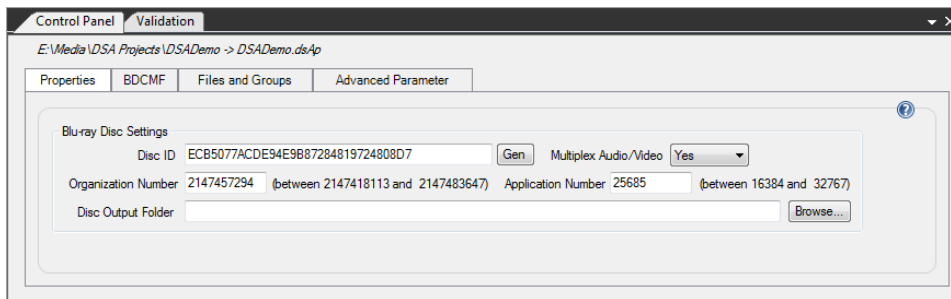 Control Panel Validation
E:\Media\DSA Projects\DSADemo -> DSADemo.dsAp
Properties BDCMF Files and Groups Advanced Parameter
?
Blu-ray Disc Settings
Disc ID ECB5077ACDE94E9B87284819724808D7 Gen Multiplex Audio/Video Yes
Organization Number 2147457294 (between 2147418113 and 2147483647) Application Number 25685 (between 16384 and 32767)
Disc Output Folder Browse...